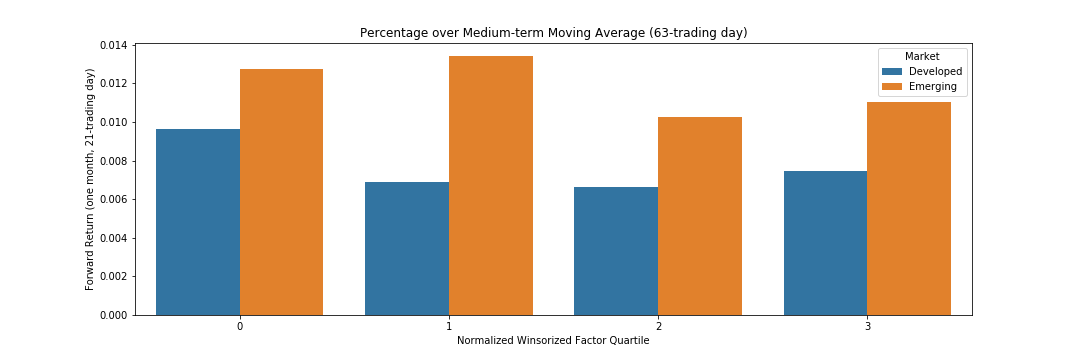 Percentage over Medium-term Moving Average (63-trading day)
Forward Return (one month, 21-trading day)
0.014
0.012
0.010
0.008
0.006
0.004
0.002
0.000
Market
Developed
Emerging
0 1 2 3
Normalized Winsorized Factor Quartile